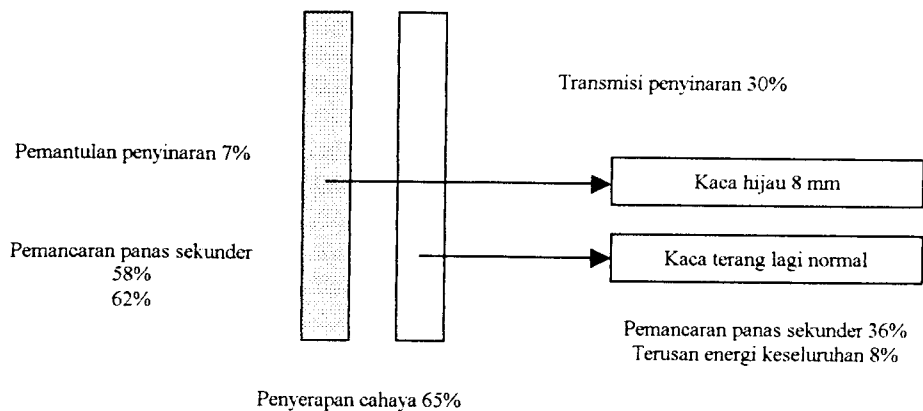 Transmisi penyinaran 30%
Pemantulan penyinaran 7%
Kaca hijau 8 mm
Pemancaran panas sekunder
58%
62%
Kaca terang lagi normal
Pemancaran panas sekunder 36%
Terusan energi keseluruhan 8%
Penyerapan cahaya 65%